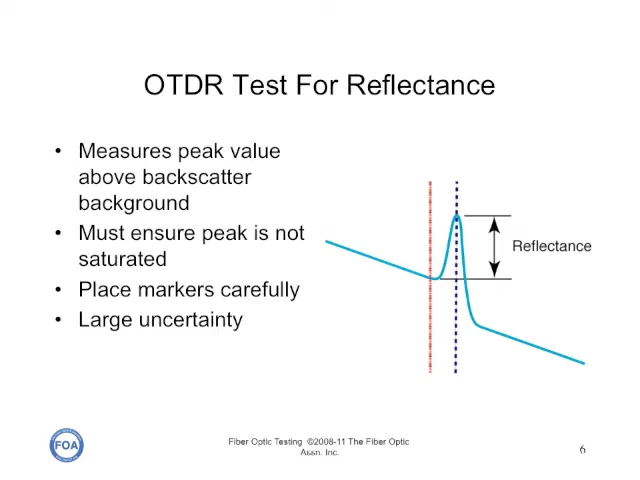 OTDR Test For Reflectance
• Measures peak value
above backscatter
background
• Must ensure peak is not
saturated
• Place markers carefully
• Large uncertainty
Reflectance
FOA
Fiber Optic Testing ©2008-11 The Fiber Optic
Assn. Inc.
6